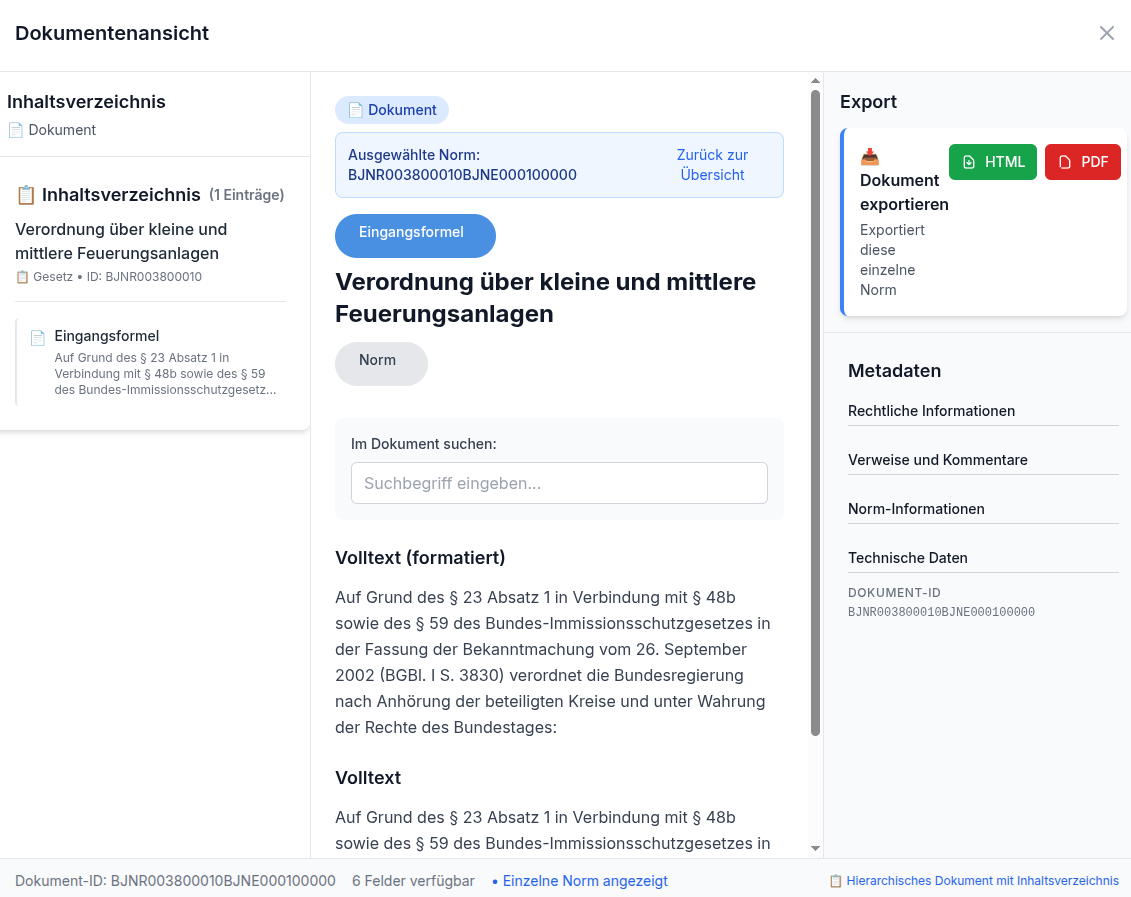 Dokumentenansicht
Inhaltsverzeichnis
📄 Dokument
📋 Inhaltsverzeichnis (1 Einträge)
Verordnung über kleine und
mittlere Feuerungsanlagen
📋 Gesetz • ID: BJNR003800010
📄 Eingangsformel
Auf Grund des § 23 Absatz 1 in
Verbindung mit § 48b sowie des § 59
des Bundes-Immissionsschutzgesetz...
📄 Dokument
Ausgewählte Norm:
BJNR003800010BJNE000100000
Zurück zur
Übersicht
Eingangsformel
Verordnung über kleine und mittlere
Feuerungsanlagen
Norm
Im Dokument suchen:
Suchbegriff eingeben...
Volltext (formatiert)
Auf Grund des § 23 Absatz 1 in Verbindung mit § 48b
sowie des § 59 des Bundes-Immissionsschutzgesetzes in
der Fassung der Bekanntmachung vom 26. September
2002 (BGBl. I S. 3830) verordnet die Bundesregierung
nach Anhörung der beteiligten Kreise und unter Wahrung
der Rechte des Bundestages:
Volltext
Auf Grund des § 23 Absatz 1 in Verbindung mit § 48b
sowie des § 59 des Bundes-Immissionsschutzgesetzes in
Export
📥
Dokument
exportieren
Exportiert
diese
einzelne
Norm
HTML
PDF
Metadaten
Rechtliche Informationen
Verweise und Kommentare
Norm-Informationen
Technische Daten
DOKUMENT-ID
BJNR003800010BJNE000100000
Dokument-ID: BJNR003800010BJNE000100000 6 Felder verfügbar • Einzelne Norm angezeigt
📋 Hierarchisches Dokument mit Inhaltsverzeichnis